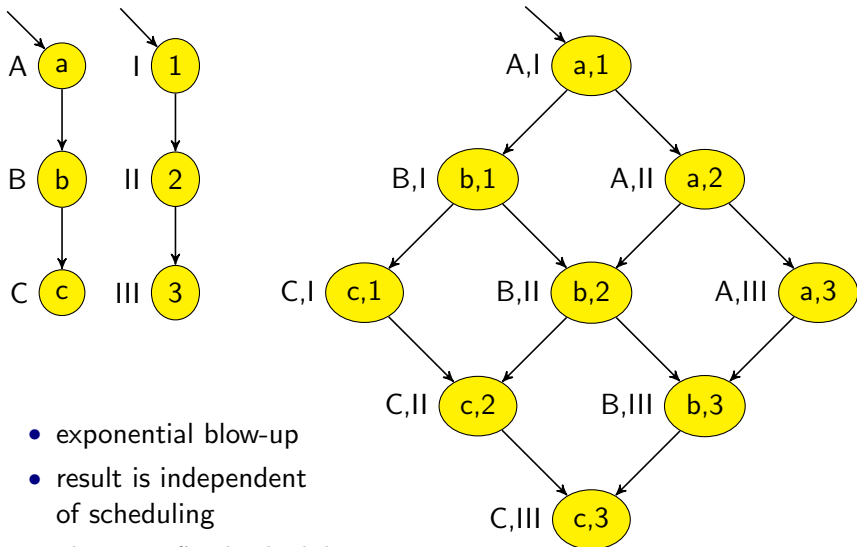 A a I 1 A,I a,1
B b II 2 B,I b,1 A,II a,2
C c III 3 C,I c,1 B,II b,2 A,III a,3
C,II c,2 B,III b,3
• exponential blow-up
• result is independent
of scheduling
C,III c,3